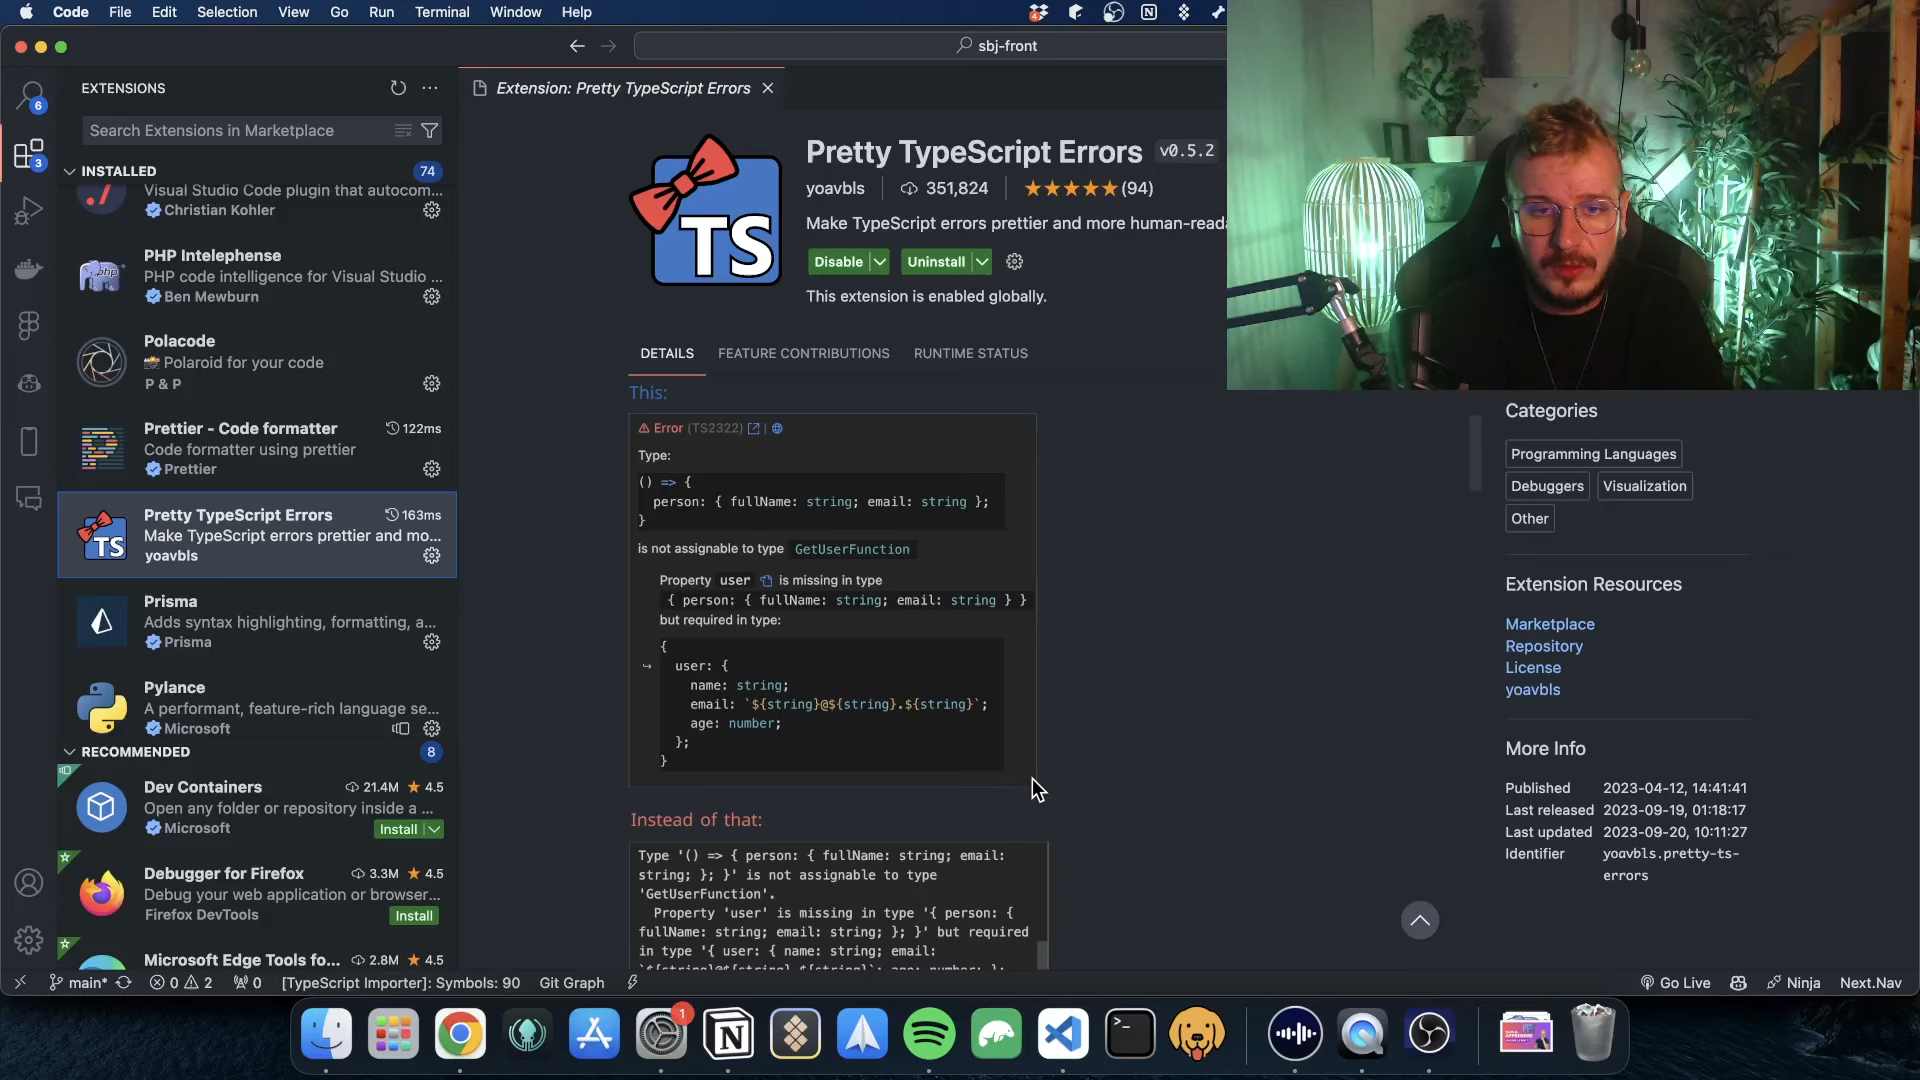 Code File Edit Selection View Go Run Terminal Window Help
4
sbj-front
EXTENSIONS
Extension: Pretty TypeScript Errors
6
3
Search Extensions in Marketplace
INSTALLED 74
Visual Studio Code plugin that autocom...
Christian Kohler
PHP Intelephense
PHP code intelligence for Visual Studio ...
Ben Mewburn
php
Polacode
Polaroid for your code
P & P
Prettier - Code formatter 122ms
Code formatter using prettier
Prettier
Pretty TypeScript Errors 163ms
Make TypeScript errors prettier and mo...
yoavbls
TS
Prisma
Adds syntax highlighting, formatting, a...
Prisma
Pylance
A performant, feature-rich language se...
Microsoft
RECOMMENDED 8
Dev Containers 21.4M 4.5
Open any folder or repository inside a ...
Microsoft Install
Debugger for Firefox 3.3M 4.5
Debug your web application or browser...
Firefox DevTools Install
Microsoft Edge Tools fo... 2.8M 4.5
TS
Pretty TypeScript Errors v0.5.2
yoavbls 351,824 ★★★★★(94)
Make TypeScript errors prettier and more human-reada
Disable Uninstall
This extension is enabled globally.
DETAILS FEATURE CONTRIBUTIONS RUNTIME STATUS
This:
Error (TS2322) |
Type:
() => {
person: { fullName: string; email: string };
}
is not assignable to type GetUserFunction
Property user is missing in type
{ person: { fullName: string; email: string } }
but required in type:
{
user: {
name: string;
email: `${string}@${string}.${string}`;
age: number;
};
}
Instead of that:
Type '() => { person: { fullName: string; email:
string; }; }' is not assignable to type
'GetUserFunction'.
Property 'user' is missing in type '{ person: {
fullName: string; email: string; }; }' but required
in type '{ user: { name: string; email:
`${string}@${string}.${string}`; age: number; };
Categories
Programming Languages
Debuggers Visualization
Other
Extension Resources
Marketplace
Repository
License
yoavbls
More Info
Published 2023-04-12, 14:41:41
Last released 2023-09-19, 01:18:17
Last updated 2023-09-20, 10:11:27
Identifier yoavbls.pretty-ts-
errors
main* 0 2 0 [TypeScript Importer]: Symbols: 90 Git Graph
Go Live Ninja Next.Nav
1